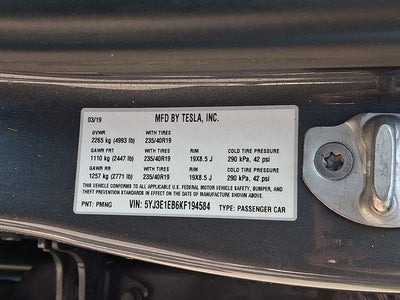 03/19 MFD BY TESLA, INC.
GVWR WITH TIRES
2265 kg (4993 lb) 235/40R19
GAWR FRT WITH TIRES RIM COLD TIRE PRESSURE
1110 kg (2447 lb) 235/40R19 19X8.5 J 290 kPa, 42 psi
GAWR RR WITH TIRES RIM COLD TIRE PRESSURE
1257 kg (2771 lb) 235/40R19 19X8.5 J 290 kPa, 42 psi
THIS VEHICLE CONFORMS TO ALL APPLICABLE U.S. FEDERAL MOTOR VEHICLE SAFETY, BUMPER, AND
THEFT PREVENTION STANDARDS IN EFFECT ON THE DATE OF MANUFACTURE SHOWN ABOVE.
PNT: PMNG VIN: 5YJ3E1EB6KF194584 TYPE: PASSENGER CAR